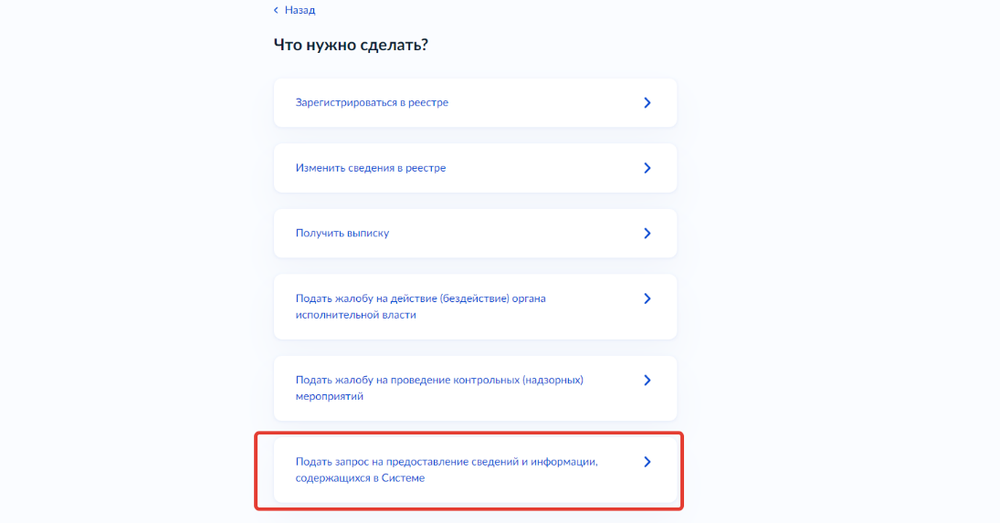 Назад
Что нужно сделать?
Зарегистрироваться в реестре
Изменить сведения в реестре
Получить выписку
Подать жалобу на действие (бездействие) органа
исполнительной власти
Подать жалобу на проведение контрольных (надзорных)
мероприятий
Подать запрос на предоставление сведений и информации,
содержащихся в Системе